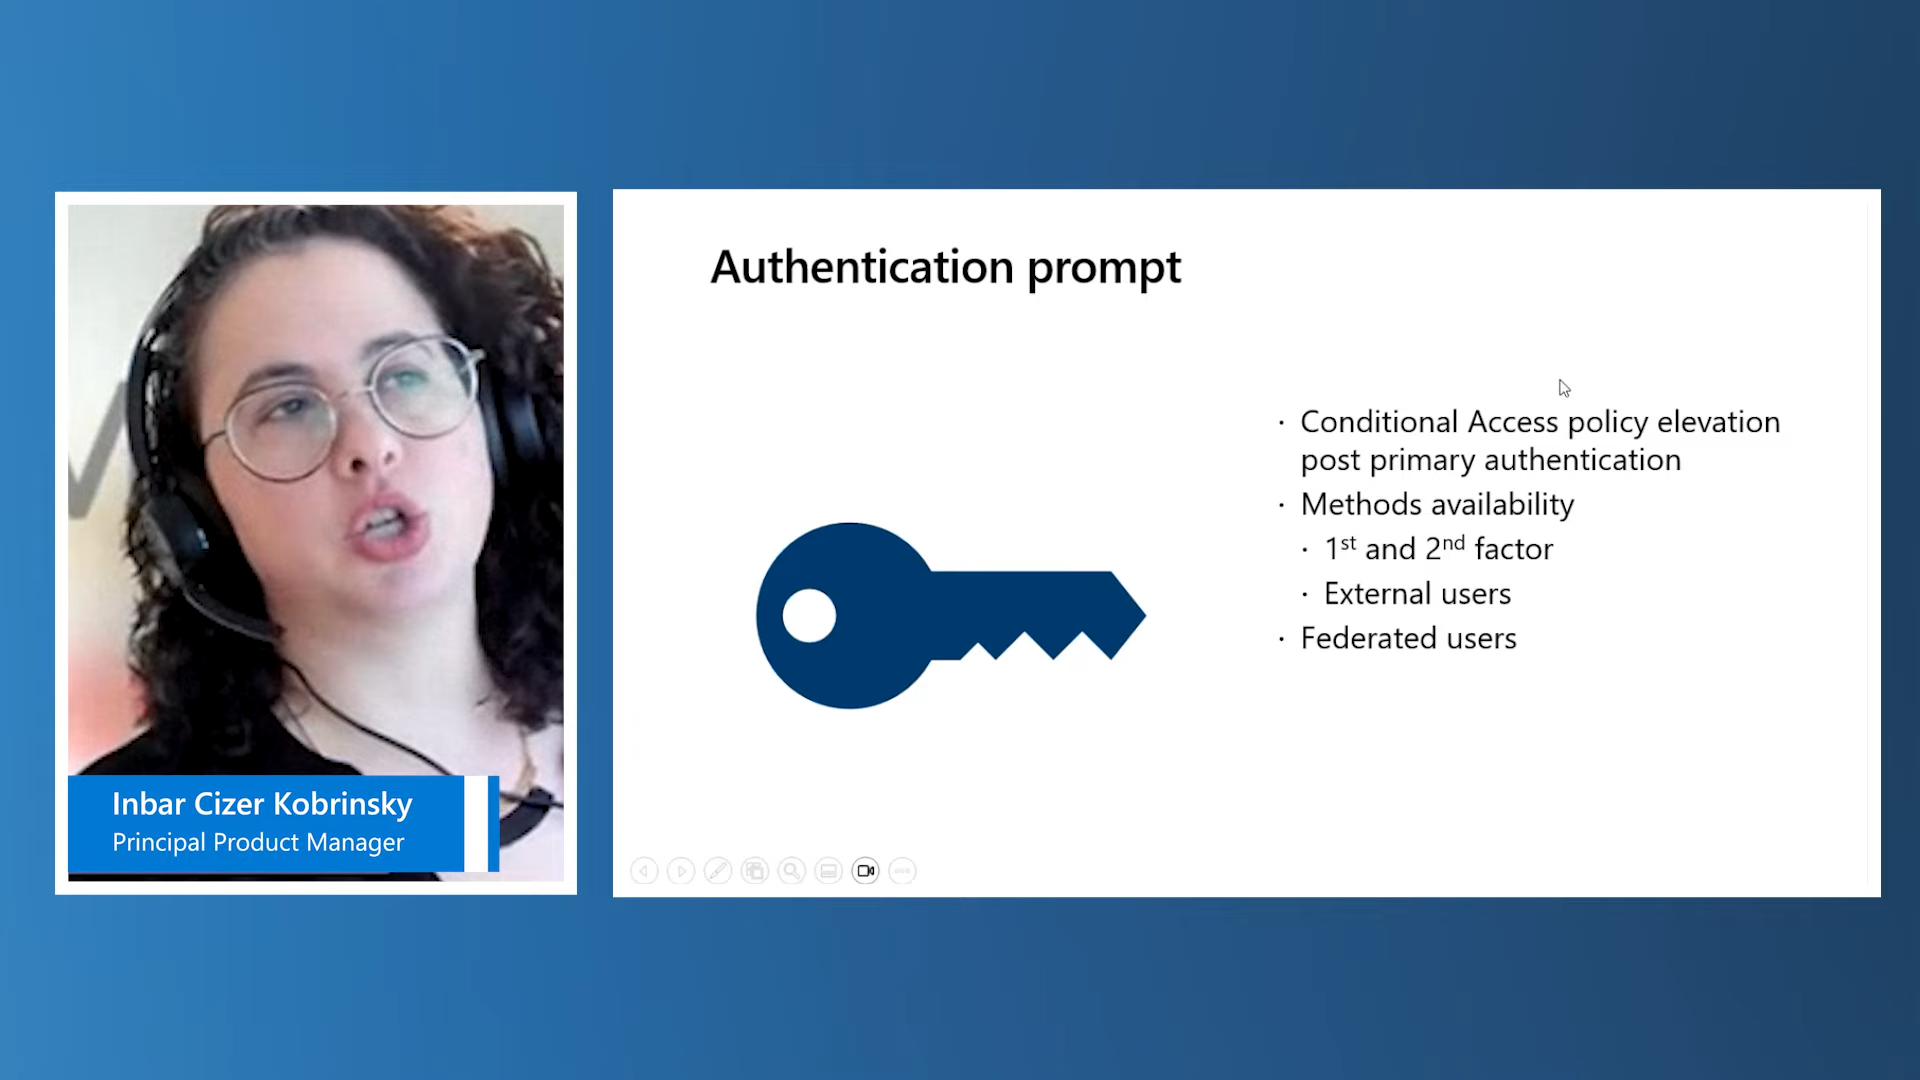 Authentication prompt
· Conditional Access policy elevation
post primary authentication
· Methods availability
· 1st and 2nd factor
· External users
· Federated users
Inbar Cizer Kobrinsky
Principal Product Manager